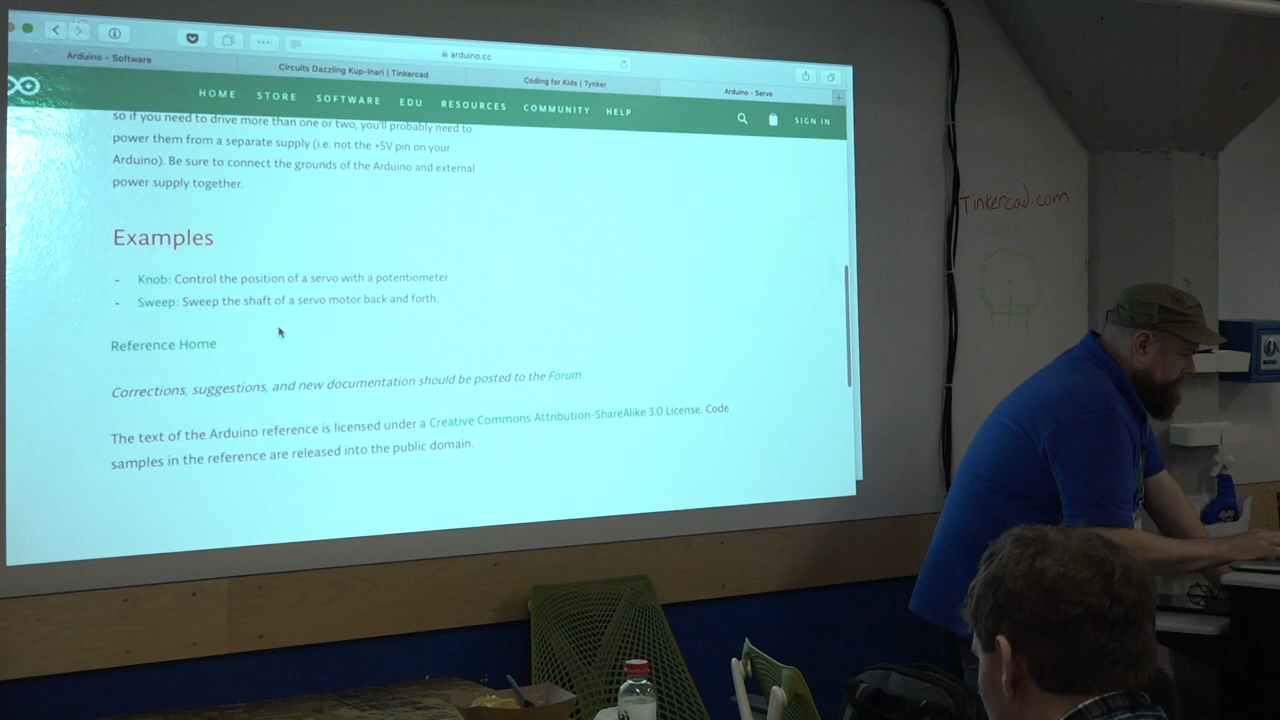 arduino.cc
Arduino - Software
Circuits Dazzling Kup-Inari | Tinkercad
Coding for Kids | Tynker
Arduino - Servo
HOME STORE SOFTWARE EDU RESOURCES COMMUNITY HELP SIGN IN
so if you need to drive more than one or two, you'll probably need to
power them from a separate supply (i.e. not the +5V pin on your
Arduino). Be sure to connect the grounds of the Arduino and external
power supply together.
Examples
- Knob: Control the position of a servo with a potentiometer.
- Sweep: Sweep the shaft of a servo motor back and forth.
Reference Home
Corrections, suggestions, and new documentation should be posted to the Forum.
The text of the Arduino reference is licensed under a Creative Commons Attribution-ShareAlike 3.0 License. Code
samples in the reference are released into the public domain.
Tinkercad.com